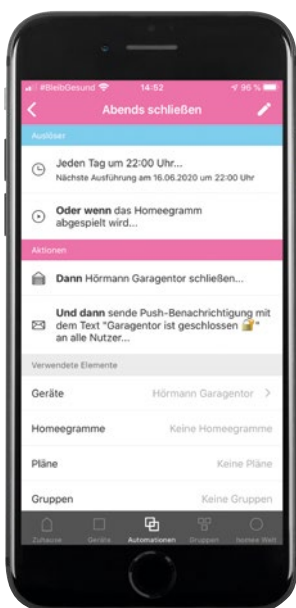 #BleibGesund 14:52 96 %
Abends schließen
Auslöser
Jeden Tag um 22:00 Uhr...
Nächste Ausführung am 16.06.2020 um 22:00 Uhr
Oder wenn das Homeegramm
abgespielt wird...
Aktionen
Dann Hörmann Garagentor schließen...
Und dann sende Push-Benachrichtigung mit
dem Text "Garagentor ist geschlossen 🔐"
an alle Nutzer...
Verwendete Elemente
Geräte Hörmann Garagentor
Homeegramme Keine Homeegramme
Pläne Keine Pläne
Gruppen Keine Gruppen
Zuhause Geräte Automationen Gruppen homee Welt